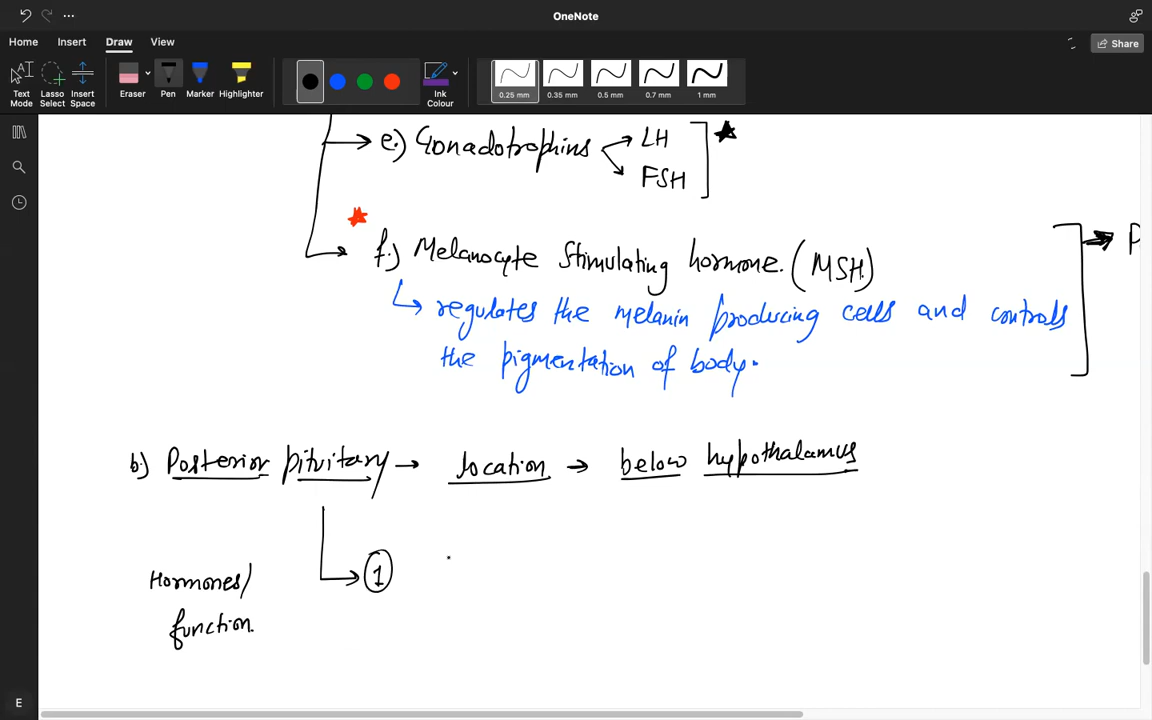 OneNote
Home Insert Draw View
Share
Text Mode
Lasso Select
Insert Space
Eraser
Pen
Marker
Highlighter
Ink Colour
0.25 mm
0.35 mm
0.5 mm
0.7 mm
1 mm
e.) Gonadotrophins LH
FSH
f.) Melanocyte Stimulating hormone. (MSH)
P
regulates the melanin producing cells and controls
the pigmentation of body.
b.) Posterior pituitary → location → below hypothalamus
1
Hormones/
function.
E